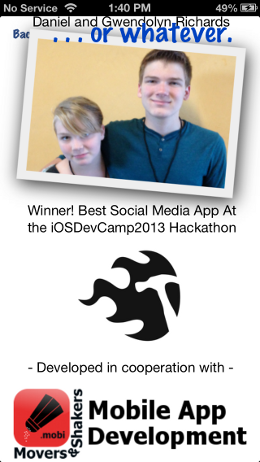 No Service 1:40 PM 49%
Daniel and Gwendolyn Richards
Bac
. . . or whatever.
Winner! Best Social Media App At
the iOSDevCamp2013 Hackathon
- Developed in cooperation with -
.mobi
Movers & Shakers
Mobile App
Development